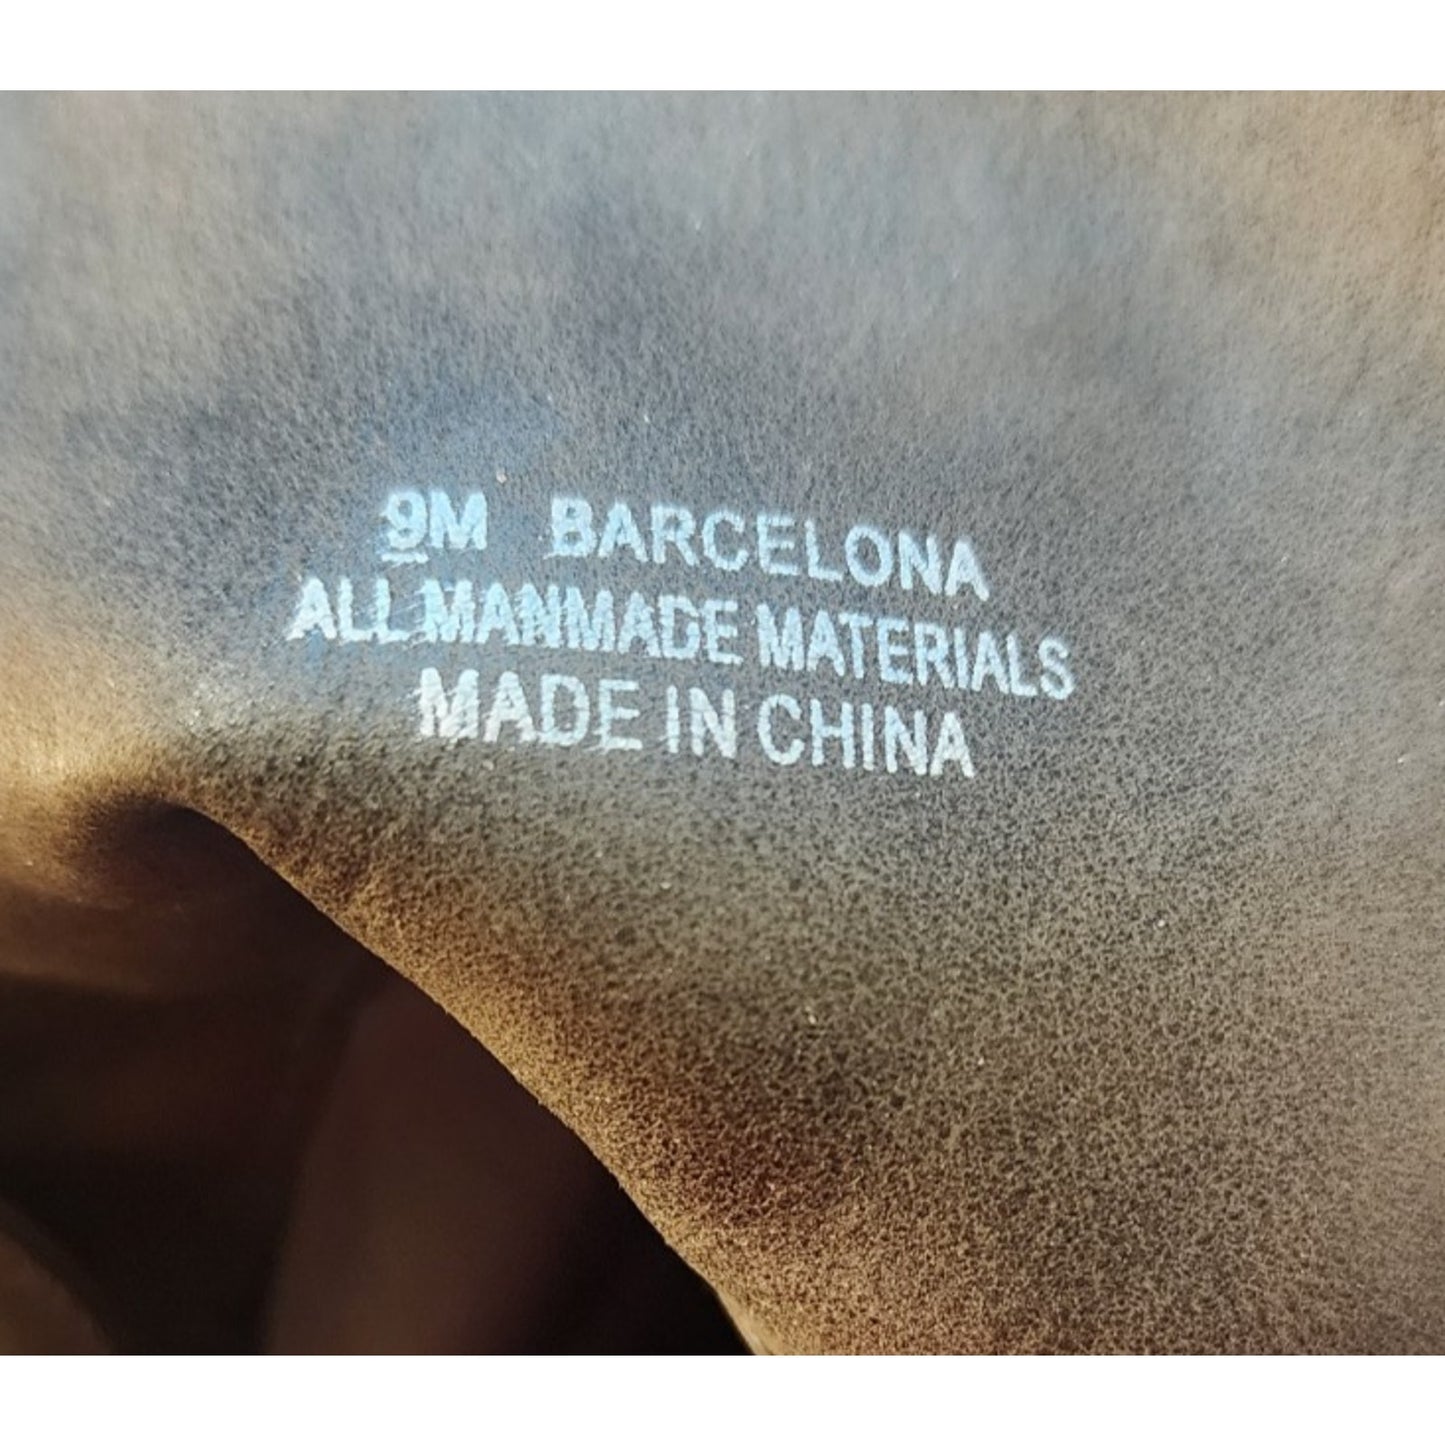 9M BARCELONA
ALL MANMADE MATERIALS
MADE IN CHINA